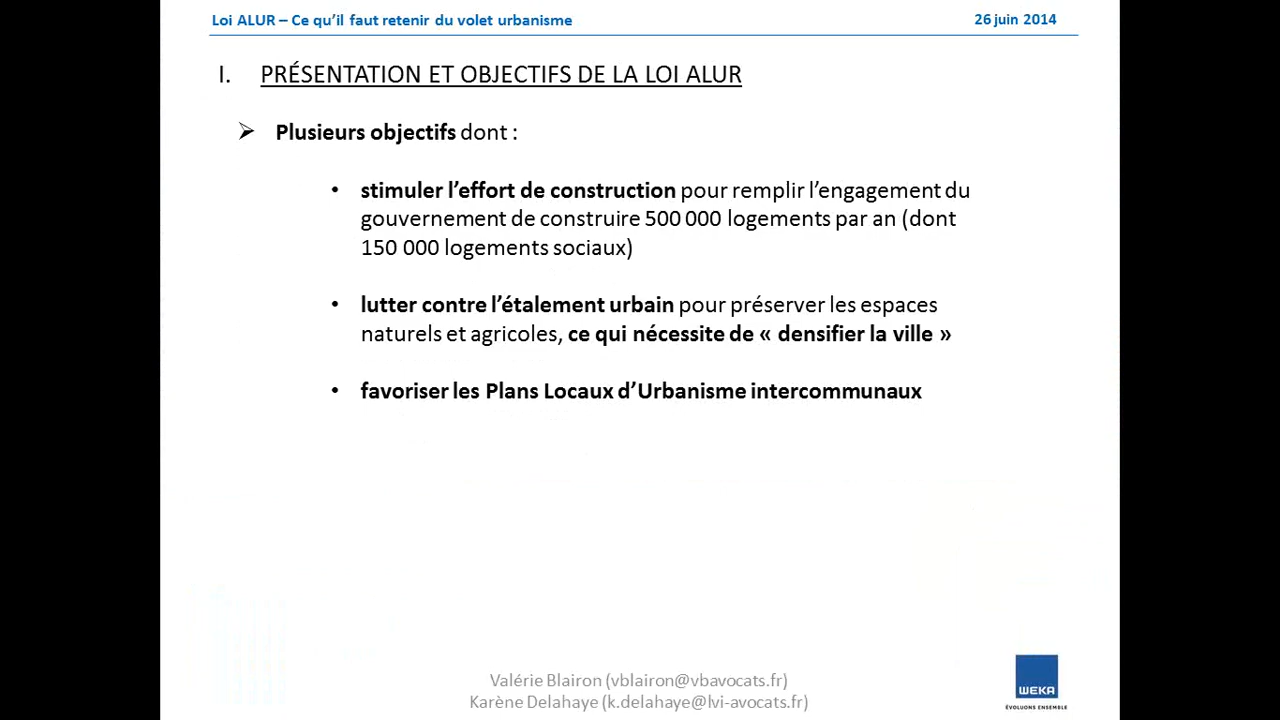 Loi ALUR – Ce qu’il faut retenir du volet urbanisme
26 juin 2014
I. PRÉSENTATION ET OBJECTIFS DE LA LOI ALUR
➢ Plusieurs objectifs dont :
• stimuler l’effort de construction pour remplir l’engagement du
gouvernement de construire 500 000 logements par an (dont
150 000 logements sociaux)
• lutter contre l’étalement urbain pour préserver les espaces
naturels et agricoles, ce qui nécessite de « densifier la ville »
• favoriser les Plans Locaux d’Urbanisme intercommunaux
Valérie Blairon (vblairon@vbavocats.fr)
Karène Delahaye (k.delahaye@lvi-avocats.fr)
WEKA
ÉVOLUONS ENSEMBLE